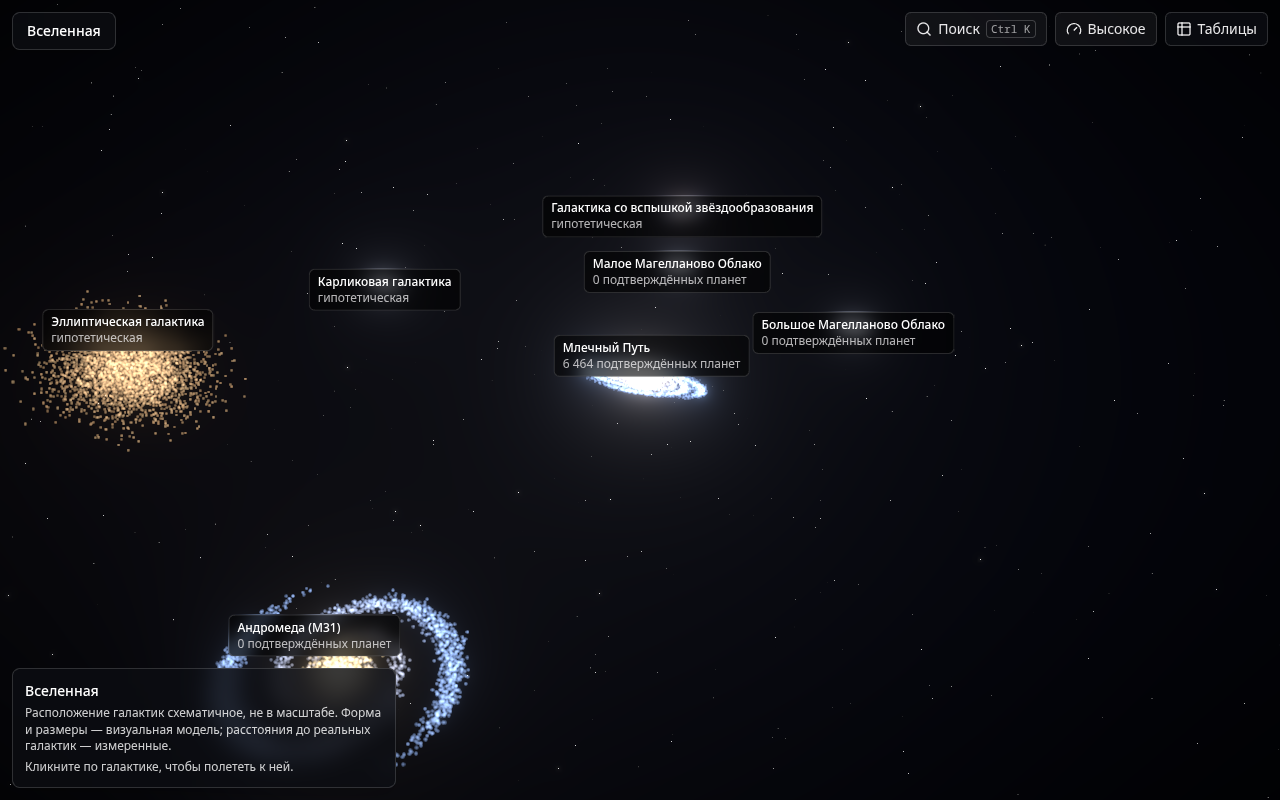 Вселенная
Поиск Ctrl K
Высокое
Таблицы
Галактика со вспышкой звёздообразования
гипотетическая
Малое Магелланово Облако
0 подтверждённых планет
Карликовая галактика
гипотетическая
Эллиптическая галактика
гипотетическая
Большое Магелланово Облако
0 подтверждённых планет
Млечный Путь
6 464 подтверждённых планет
Андромеда (M31)
0 подтверждённых планет
Вселенная
Расположение галактик схематичное, не в масштабе. Форма
и размеры — визуальная модель; расстояния до реальных
галактик — измеренные.
Кликните по галактике, чтобы полететь к ней.